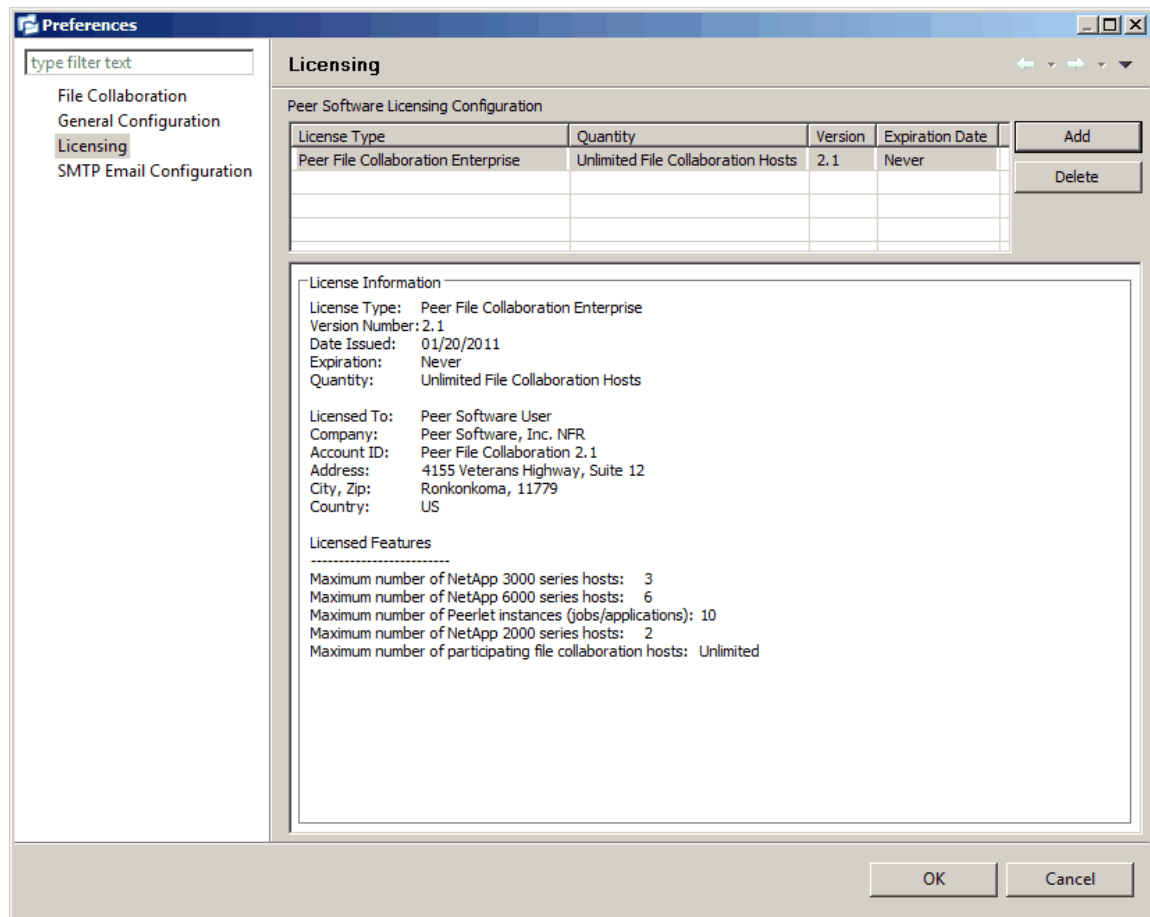 Preferences
type filter text
File Collaboration
General Configuration
Licensing
SMTP Email Configuration
Licensing
Peer Software Licensing Configuration
License Type Quantity Version Expiration Date
Peer File Collaboration Enterprise Unlimited File Collaboration Hosts 2.1 Never
Add
Delete
License Information
License Type: Peer File Collaboration Enterprise
Version Number: 2.1
Date Issued: 01/20/2011
Expiration: Never
Quantity: Unlimited File Collaboration Hosts
Licensed To: Peer Software User
Company: Peer Software, Inc. NFR
Account ID: Peer File Collaboration 2.1
Address: 4155 Veterans Highway, Suite 12
City, Zip: Ronkonkoma, 11779
Country: US
Licensed Features
-------------------------
Maximum number of NetApp 3000 series hosts: 3
Maximum number of NetApp 6000 series hosts: 6
Maximum number of Peerlet instances (jobs/applications): 10
Maximum number of NetApp 2000 series hosts: 2
Maximum number of participating file collaboration hosts: Unlimited
OK
Cancel